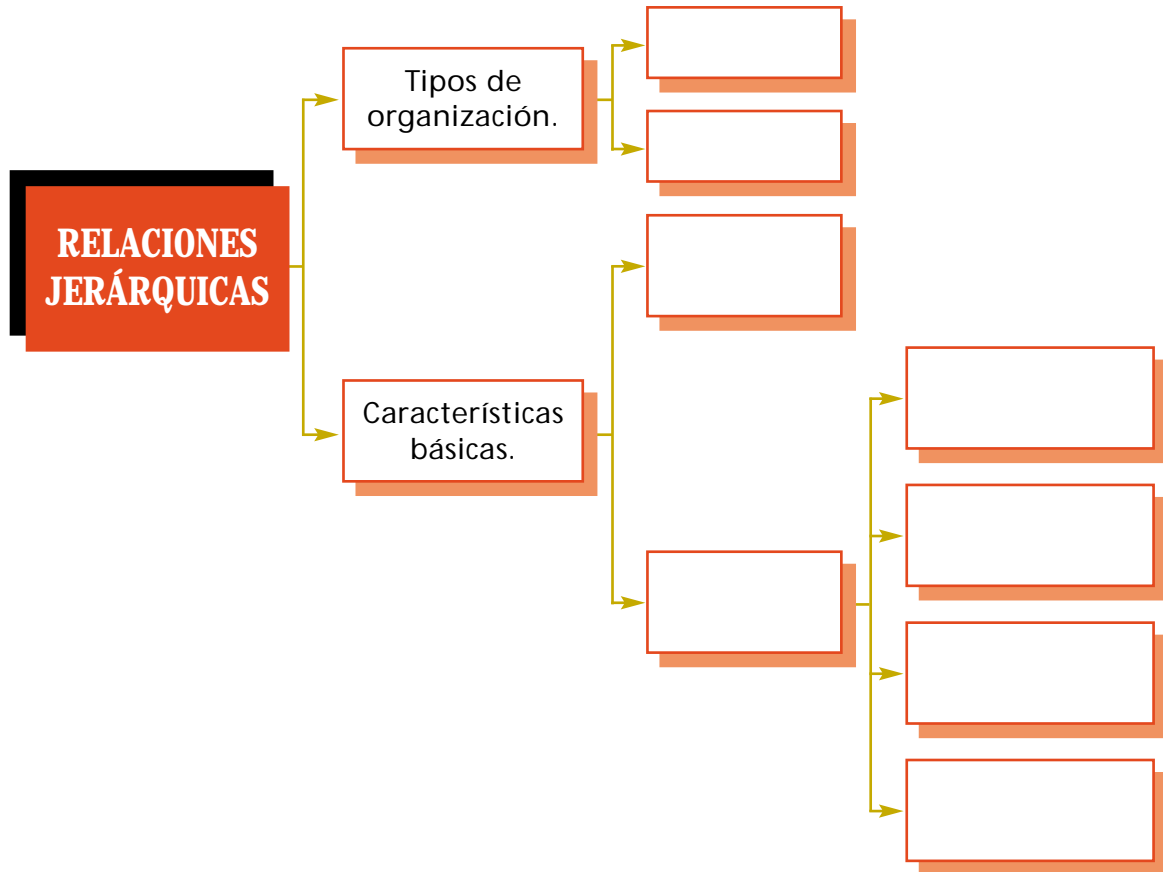 Tipos de
organización.
RELACIONES
JERÁRQUICAS
Características
básicas.